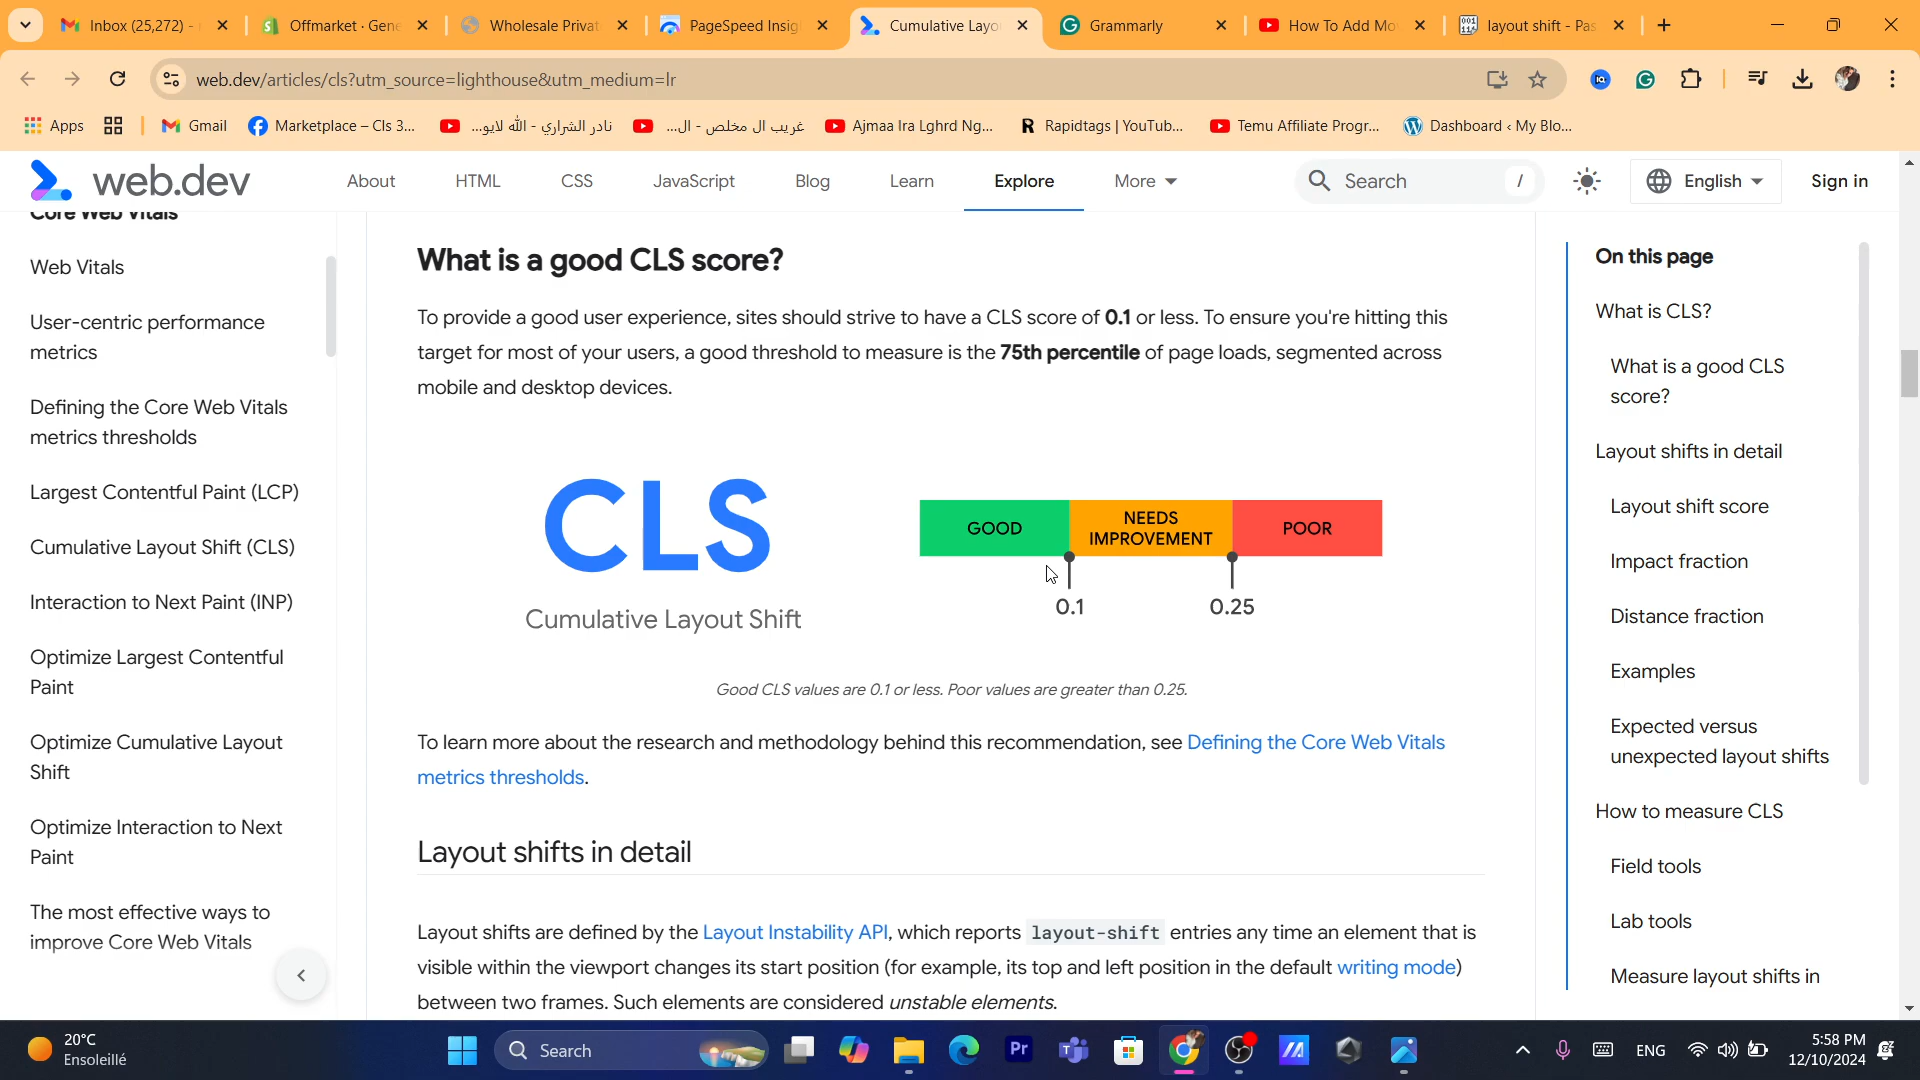 Inbox (25,272) -
Offmarket · Gene
Wholesale Privat
PageSpeed Insig
Cumulative Layo
Grammarly
How To Add Mo
layout shift - Pas
web.dev/articles/cls?utm_source=lighthouse&utm_medium=lr
Apps
Gmail
Marketplace – Cls 3...
نادر الشراري - الله لايو...
غريب ال مخلص - ال...
Ajmaa Ira Lghrd Ng...
Rapidtags | YouTub...
Temu Affiliate Progr...
Dashboard ‹ My Blo...
web.dev
About
HTML
CSS
JavaScript
Blog
Learn
Explore
More
Search
/
English
Sign in
Core Web Vitals
Web Vitals
User-centric performance
metrics
Defining the Core Web Vitals
metrics thresholds
Largest Contentful Paint (LCP)
Cumulative Layout Shift (CLS)
Interaction to Next Paint (INP)
Optimize Largest Contentful
Paint
Optimize Cumulative Layout
Shift
Optimize Interaction to Next
Paint
The most effective ways to
improve Core Web Vitals
What is a good CLS score?
To provide a good user experience, sites should strive to have a CLS score of 0.1 or less. To ensure you're hitting this
target for most of your users, a good threshold to measure is the 75th percentile of page loads, segmented across
mobile and desktop devices.
CLS
Cumulative Layout Shift
GOOD
NEEDS
IMPROVEMENT
POOR
0.1
0.25
Good CLS values are 0.1 or less. Poor values are greater than 0.25.
To learn more about the research and methodology behind this recommendation, see Defining the Core Web Vitals
metrics thresholds.
Layout shifts in detail
Layout shifts are defined by the Layout Instability API, which reports layout-shift entries any time an element that is
visible within the viewport changes its start position (for example, its top and left position in the default writing mode)
between two frames. Such elements are considered unstable elements.
On this page
What is CLS?
What is a good CLS
score?
Layout shifts in detail
Layout shift score
Impact fraction
Distance fraction
Examples
Expected versus
unexpected layout shifts
How to measure CLS
Field tools
Lab tools
Measure layout shifts in
20°C
Ensoleillé
Search
Pr
ENG
5:58 PM
12/10/2024